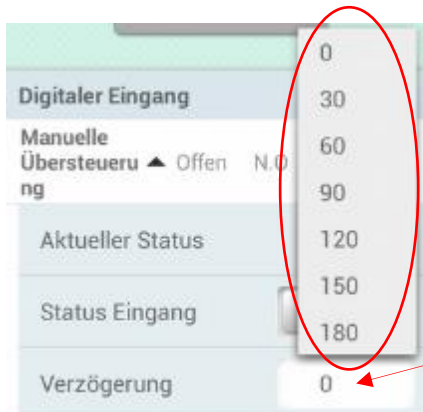 0
Digitaler Eingang
30
Manuelle
Übersteueru ▲ Offen N.O
ng
60
90
Aktueller Status
120
150
Status Eingang
180
Verzögerung
0